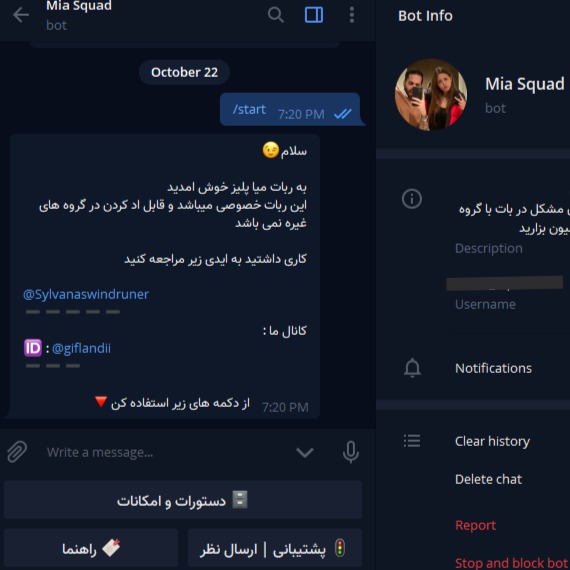 Mia Squad
bot
October 22
/start 7:20 PM
سلام😉
به ربات میا پلیز خوش امدید
این ربات خصوصی میباشد و قابل اد کردن در گروه های
غیره نمی باشد
کاری داشتید به ایدی زیر مراجعه کنید
@Sylvanaswindruner
کانال ما :
🆔 : @giflandii
از دکمه های زیر استفاده کن 🔻 7:20 PM
Write a message...
دستورات و امکانات 🗄
راهنما
پشتیبانی | ارسال نظر 🚦
Bot Info
Mia Squad
bot
مشکل در بات با گروه
بزارید
Description
Username
Notifications
Clear history
Delete chat
Report
Stop and block bot